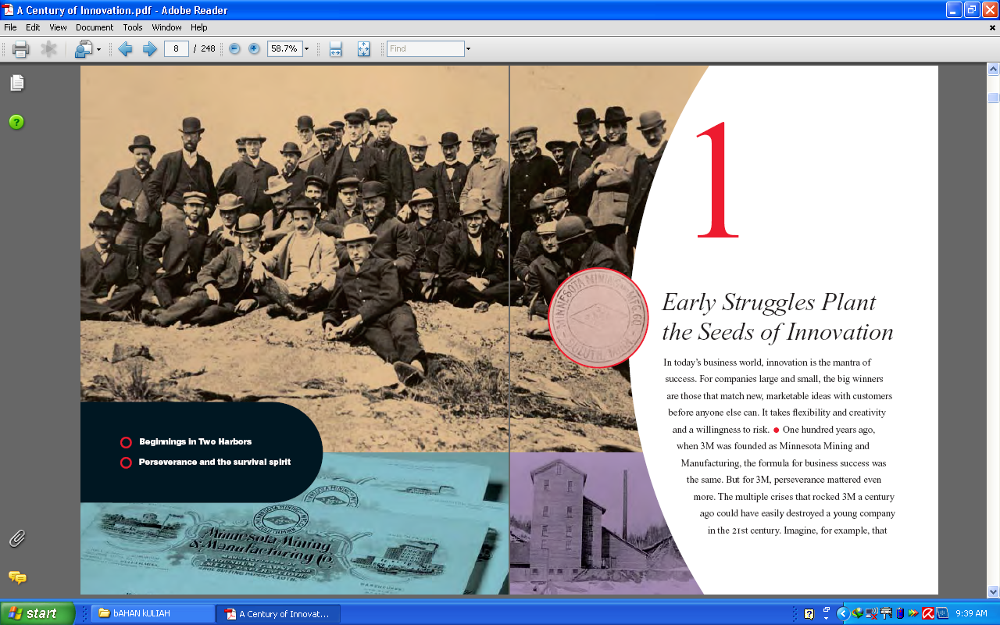 A Century of Innovation.pdf - Adobe Reader
File Edit View Document Tools Window Help
8 / 248 58.7% Find
1
MINNESOTA MINING MFG. CO.
DULUTH, MINN.
Early Struggles Plant
the Seeds of Innovation
In today's business world, innovation is the mantra of
success. For companies large and small, the big winners
are those that match new, marketable ideas with customers
before anyone else can. It takes flexibility and creativity
and a willingness to risk. ● One hundred years ago,
when 3M was founded as Minnesota Mining and
Manufacturing, the formula for business success was
the same. But for 3M, perseverance mattered even
more. The multiple crises that rocked 3M a century
ago could have easily destroyed a young company
in the 21st century. Imagine, for example, that
Beginnings in Two Harbors
Perseverance and the survival spirit
Minnesota Mining
& Manufacturing Co.
start bAHAN kULIAH A Century of Innovat... 9:39 AM